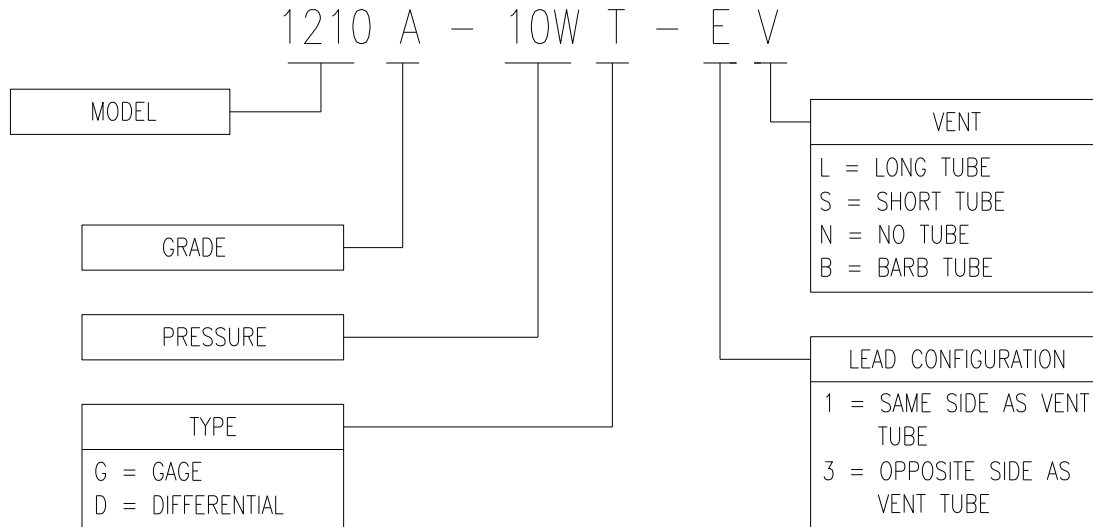 1210 A - 10W T - E V
MODEL
GRADE
PRESSURE
TYPE
G = GAGE
D = DIFFERENTIAL
VENT
L = LONG TUBE
S = SHORT TUBE
N = NO TUBE
B = BARB TUBE
LEAD CONFIGURATION
1 = SAME SIDE AS VENT
TUBE
3 = OPPOSITE SIDE AS
VENT TUBE